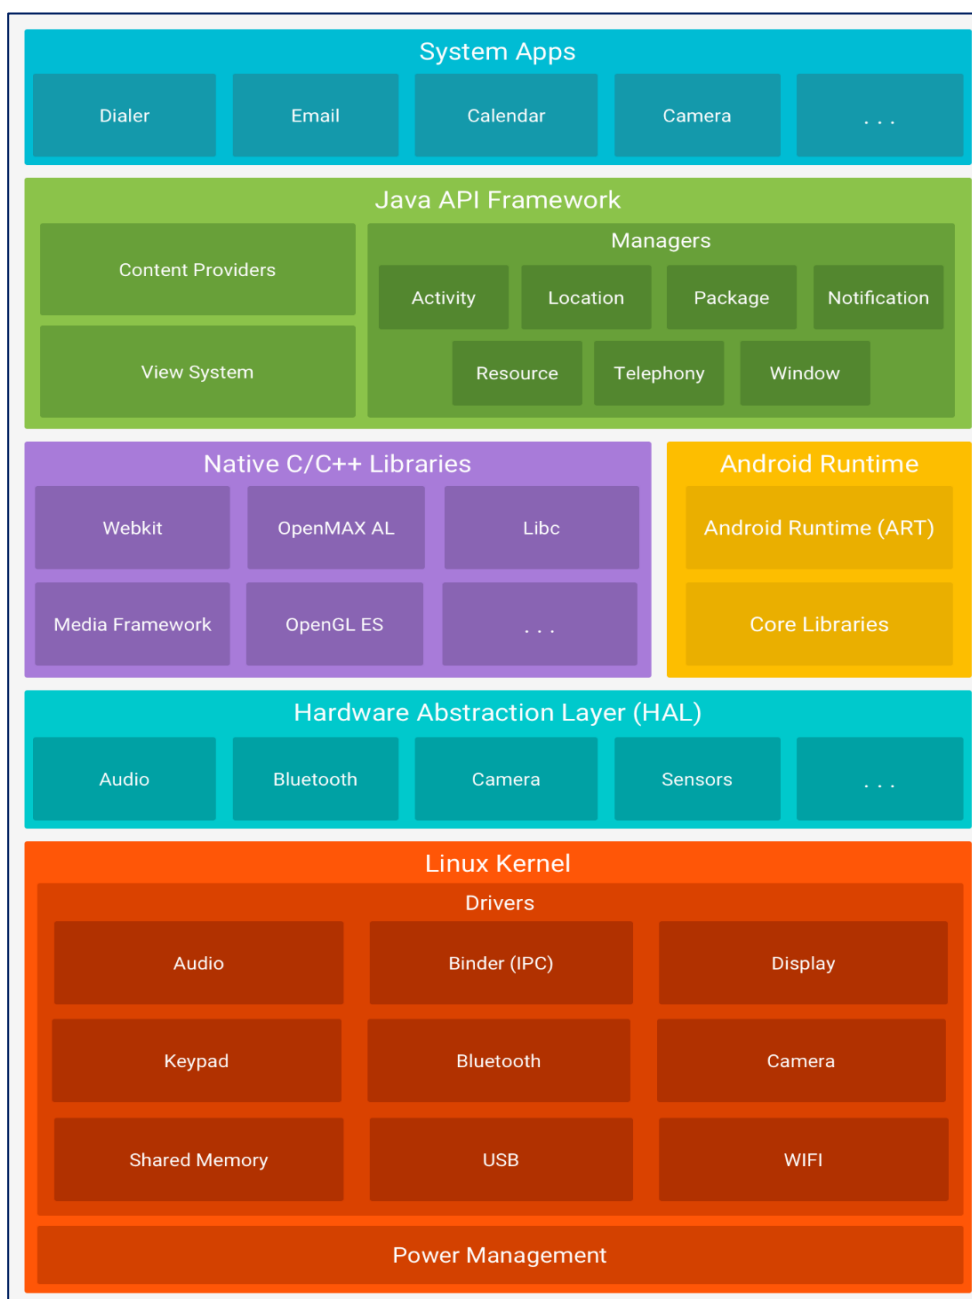 System Apps
Dialer
Email
Calendar
Camera
. . .
Java API Framework
Content Providers
View System
Managers
Activity
Location
Package
Notification
Resource
Telephony
Window
Native C/C++ Libraries
Webkit
OpenMAX AL
Libc
Media Framework
OpenGL ES
. . .
Android Runtime
Android Runtime (ART)
Core Libraries
Hardware Abstraction Layer (HAL)
Audio
Bluetooth
Camera
Sensors
. . .
Linux Kernel
Drivers
Audio
Binder (IPC)
Display
Keypad
Bluetooth
Camera
Shared Memory
USB
WIFI
Power Management